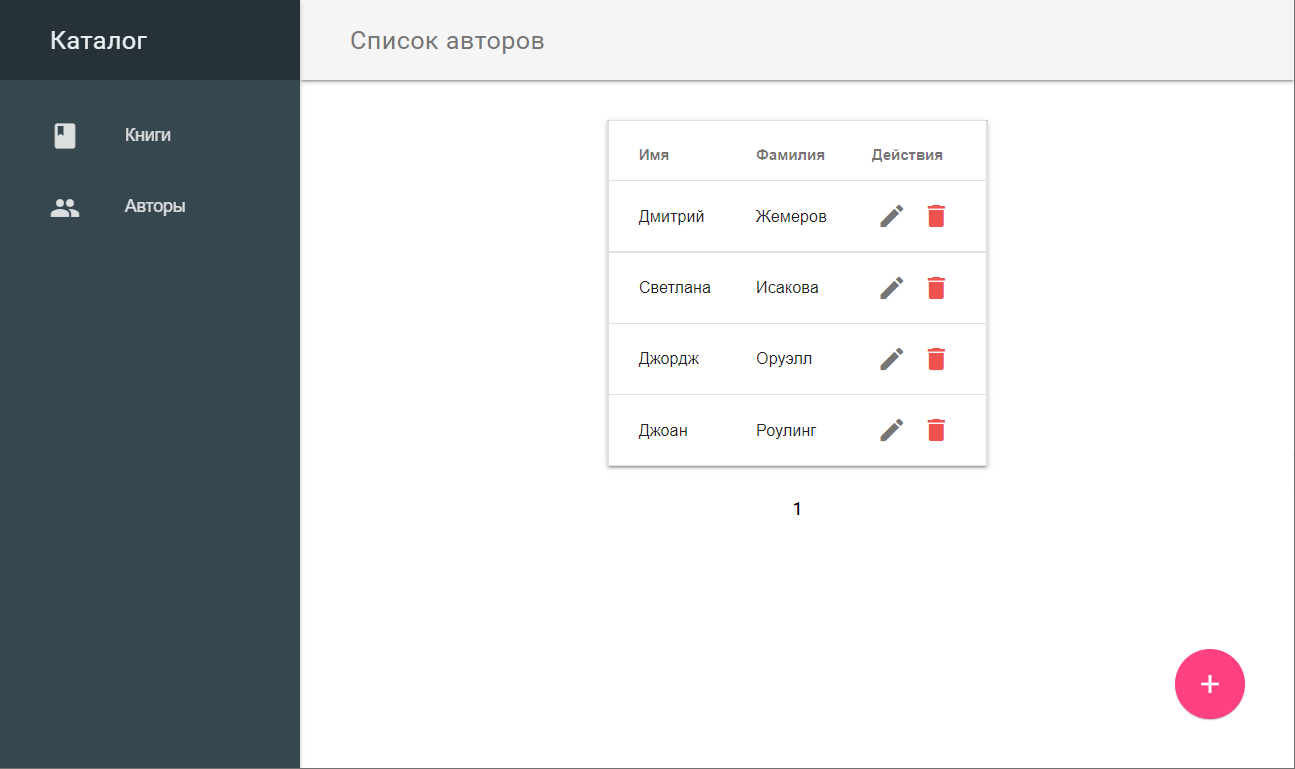 Каталог
Список авторов
Книги
Авторы
Имя Фамилия Действия
Дмитрий Жемеров
Светлана Исакова
Джордж Оруэлл
Джоан Роулинг
1
+